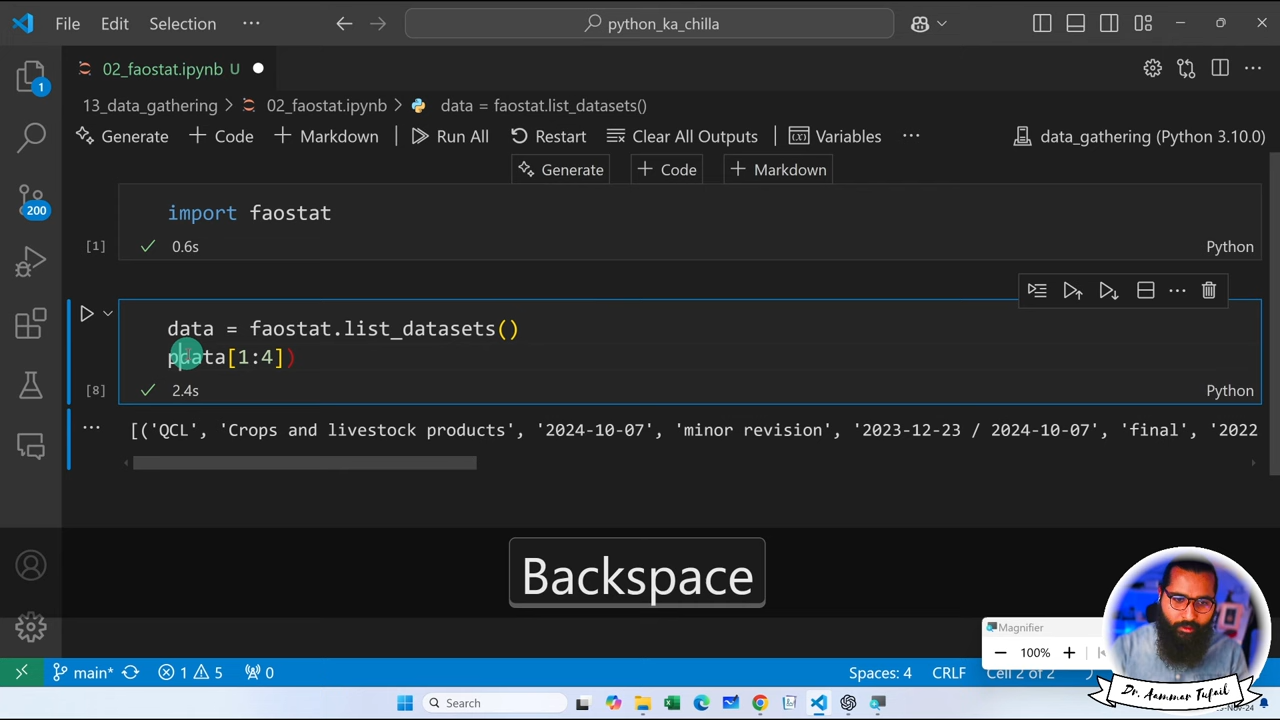 File Edit Selection ···
python_ka_chilla
02_faostat.ipynb U
13_data_gathering > 02_faostat.ipynb > data = faostat.list_datasets()
Generate + Code + Markdown Run All Restart Clear All Outputs Variables ··· data_gathering (Python 3.10.0)
Generate + Code + Markdown
import faostat
[1] 0.6s Python
data = faostat.list_datasets()
pdata[1:4])
[8] 2.4s Python
[('QCL', 'Crops and livestock products', '2024-10-07', 'minor revision', '2023-12-23 / 2024-10-07', 'final', '2022
1
200
Backspace
Magnifier
100%
main* 1 5 0 Spaces: 4 CRLF Cell 2 of 2
Search
Dr. Aammar Tufail